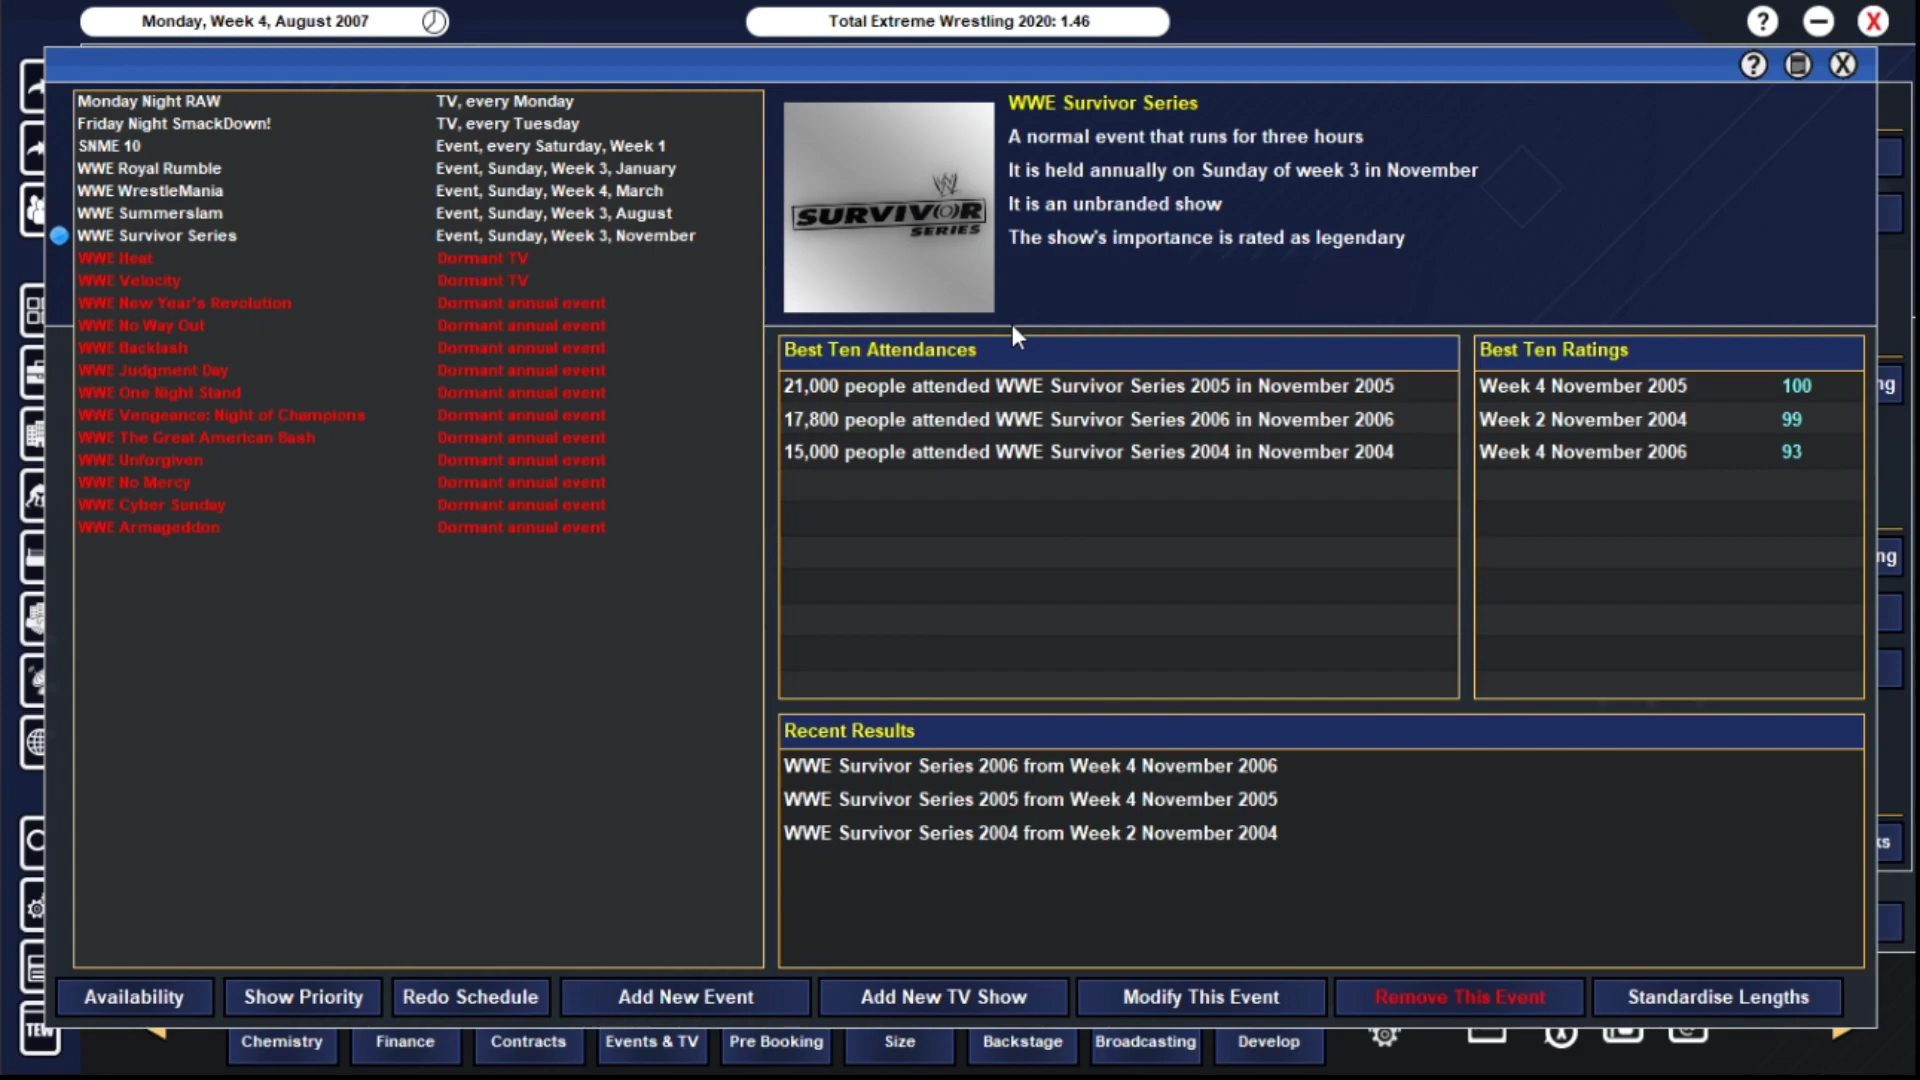 Monday, Week 4, August 2007
Total Extreme Wrestling 2020: 1.46
? X
? X
Monday Night RAW TV, every Monday
Friday Night SmackDown! TV, every Tuesday
SNME 10 Event, every Saturday, Week 1
WWE Royal Rumble Event, Sunday, Week 3, January
WWE WrestleMania Event, Sunday, Week 4, March
WWE Summerslam Event, Sunday, Week 3, August
WWE Survivor Series Event, Sunday, Week 3, November
WWE Heat Dormant TV
WWE Velocity Dormant TV
WWE New Year's Revolution Dormant annual event
WWE No Way Out Dormant annual event
WWE Backlash Dormant annual event
WWE Judgment Day Dormant annual event
WWE One Night Stand Dormant annual event
WWE Vengeance: Night of Champions Dormant annual event
WWE The Great American Bash Dormant annual event
WWE Unforgiven Dormant annual event
WWE No Mercy Dormant annual event
WWE Cyber Sunday Dormant annual event
WWE Armageddon Dormant annual event
W
SURVIVOR
SERIES
WWE Survivor Series
A normal event that runs for three hours
It is held annually on Sunday of week 3 in November
It is an unbranded show
The show's importance is rated as legendary
Best Ten Attendances
21,000 people attended WWE Survivor Series 2005 in November 2005
17,800 people attended WWE Survivor Series 2006 in November 2006
15,000 people attended WWE Survivor Series 2004 in November 2004
Best Ten Ratings
Week 4 November 2005 100
Week 2 November 2004 99
Week 4 November 2006 93
Recent Results
WWE Survivor Series 2006 from Week 4 November 2006
WWE Survivor Series 2005 from Week 4 November 2005
WWE Survivor Series 2004 from Week 2 November 2004
ng
ng
ks
Availability Show Priority Redo Schedule Add New Event Add New TV Show Modify This Event Remove This Event Standardise Lengths
TEW
Chemistry Finance Contracts Events & TV Pre Booking Size Backstage Broadcasting Develop